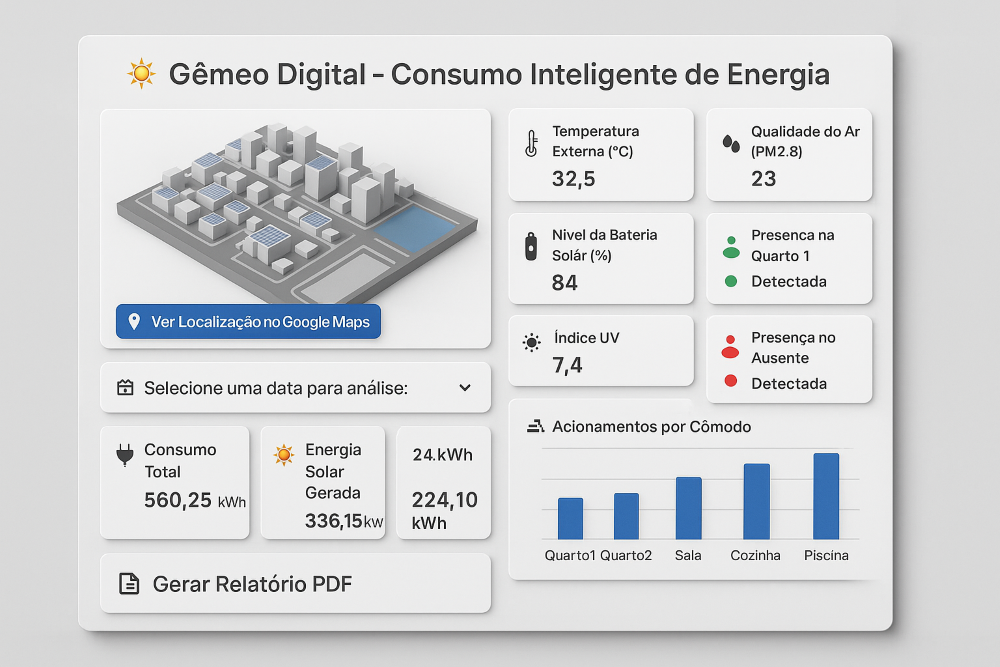 Gêmeo Digital - Consumo Inteligente de Energia
Ver Localização no Google Maps
Selecione uma data para análise:
Consumo
Total
560,25 kWh
Energia
Solar
Gerada
336,15kw
24.kWh
224,10
kWh
Gerar Relatório PDF
Temperatura
Externa (°C)
32,5
Qualidade do Ar
(PM2.8)
23
Nivel da Bateria
Solár (%)
84
Presenca na
Quarto 1
Detectada
Índice UV
7,4
Presença no
Ausente
Detectada
Acionamentos por Cômodo
Quarto1 Quarto2 Sala Cozinha Piscína